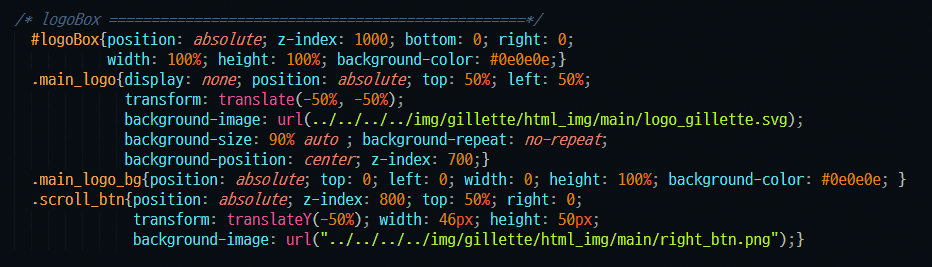 /* logoBox ================================================*/
#logoBox{position: absolute; z-index: 1000; bottom: 0; right: 0;
width: 100%; height: 100%; background-color: #0e0e0e;}
.main_logo{display: none; position: absolute; top: 50%; left: 50%;
transform: translate(-50%, -50%);
background-image: url(../../../../img/gillette/html_img/main/logo_gillette.svg);
background-size: 90% auto ; background-repeat: no-repeat;
background-position: center; z-index: 700;}
.main_logo_bg{position: absolute; top: 0; left: 0; width: 0; height: 100%; background-color: #0e0e0e; }
.scroll_btn{position: absolute; z-index: 800; top: 50%; right: 0;
transform: translateY(-50%); width: 46px; height: 50px;
background-image: url("../../../../img/gillette/html_img/main/right_btn.png");}